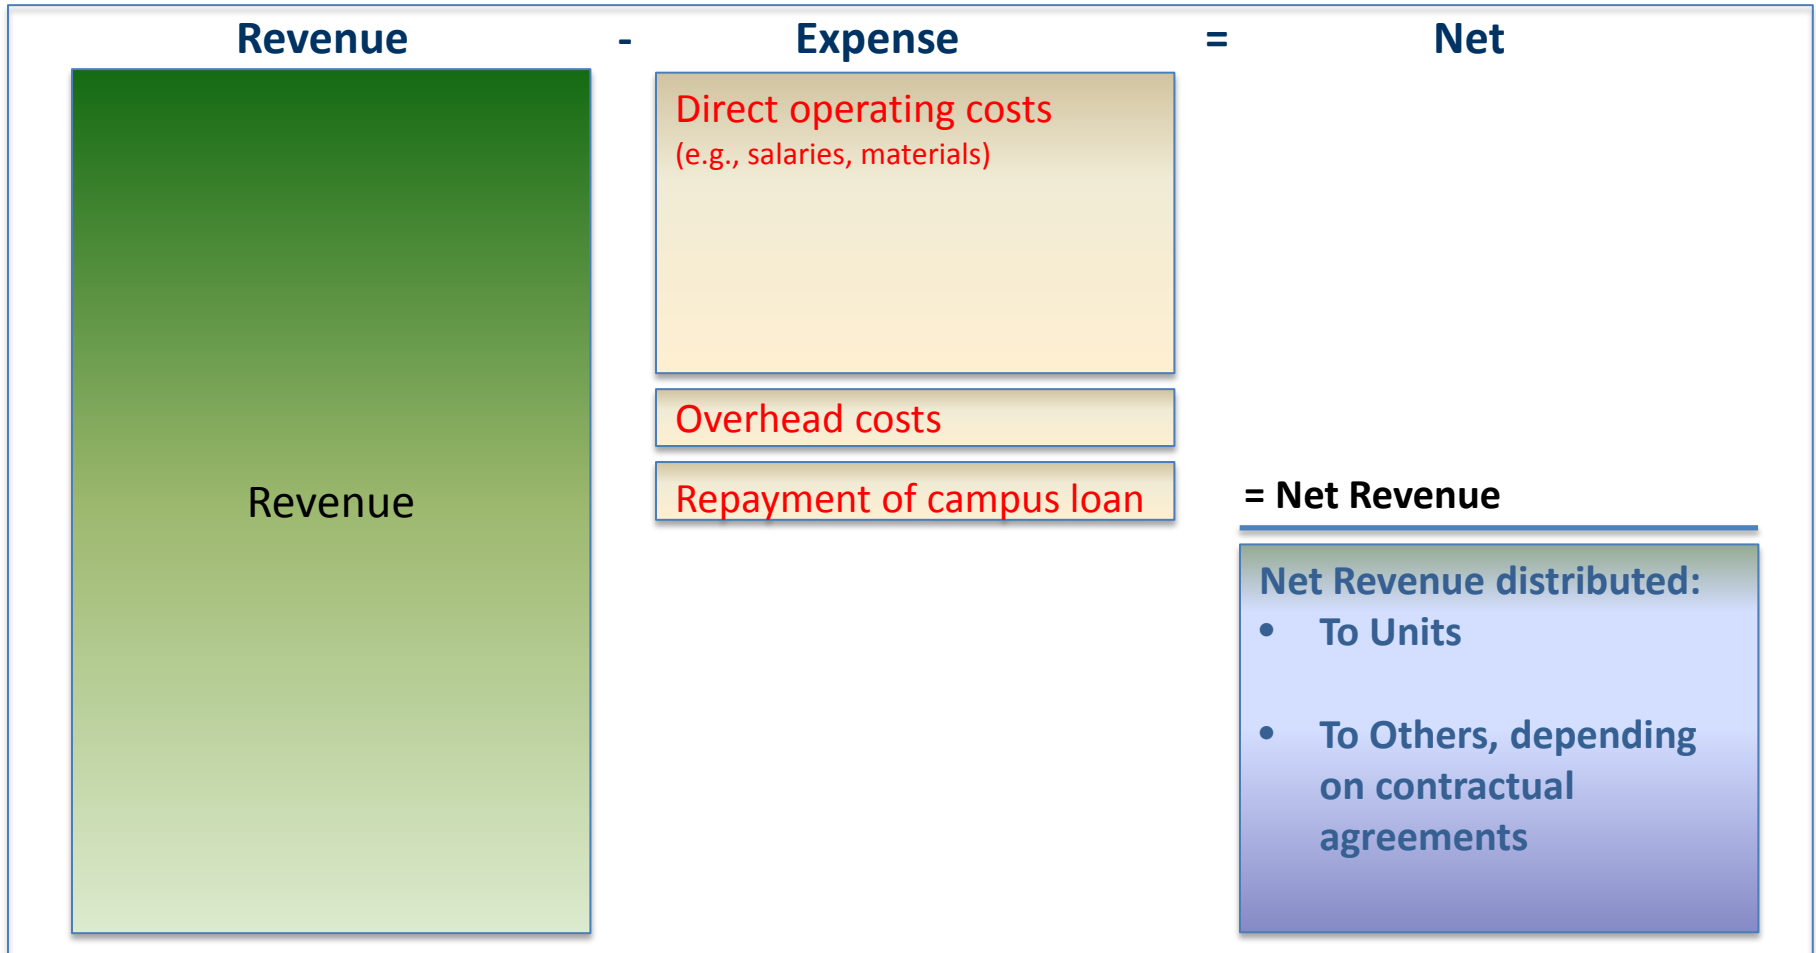 Revenue - Expense = Net
Direct operating costs
(e.g., salaries, materials)
Overhead costs
Revenue
Repayment of campus loan
= Net Revenue
Net Revenue distributed:
• To Units
• To Others, depending
on contractual
agreements